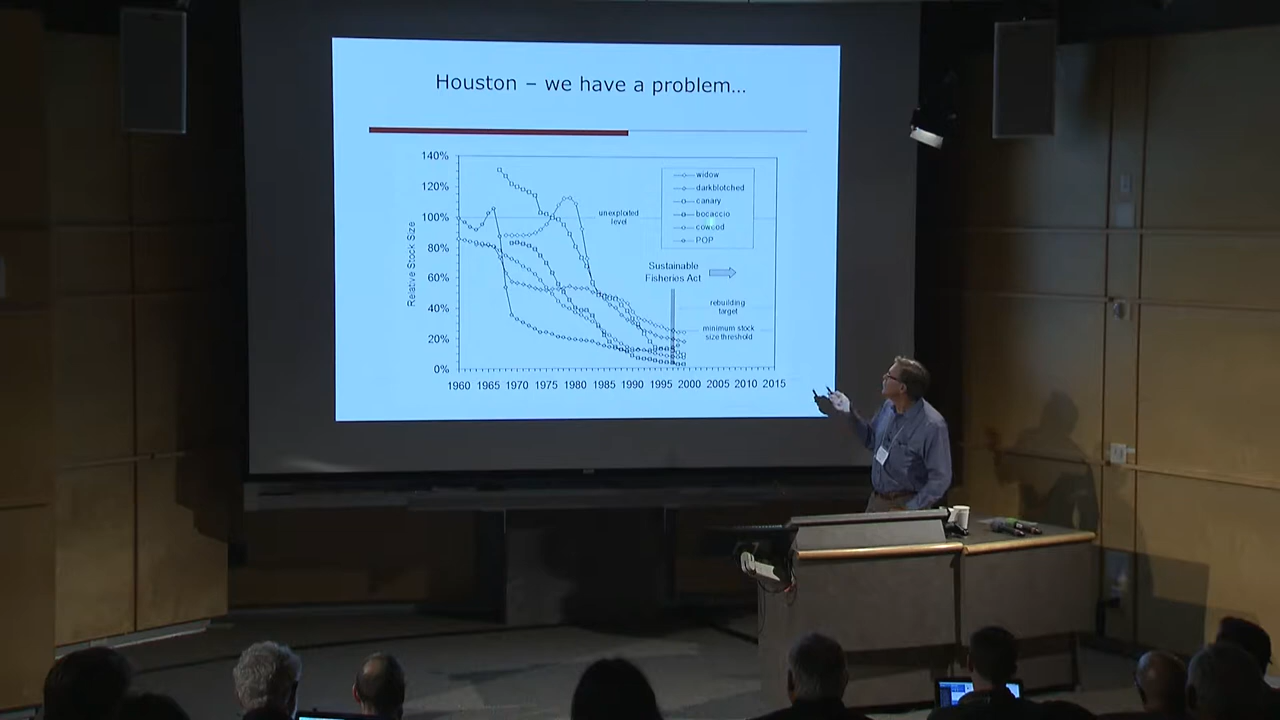 Houston – we have a problem...
140%
120%
100%
80%
60%
40%
20%
0%
Relative Stock Size
1960 1965 1967 1970 1975 1980 1985 1990 1995 2000 2005 2010 2015
unexploited
level
widow
darkblotched
canary
bocaccio
cowcod
POP
Sustainable
Fisheries Act
rebuilding
target
minimum stock
size threshold